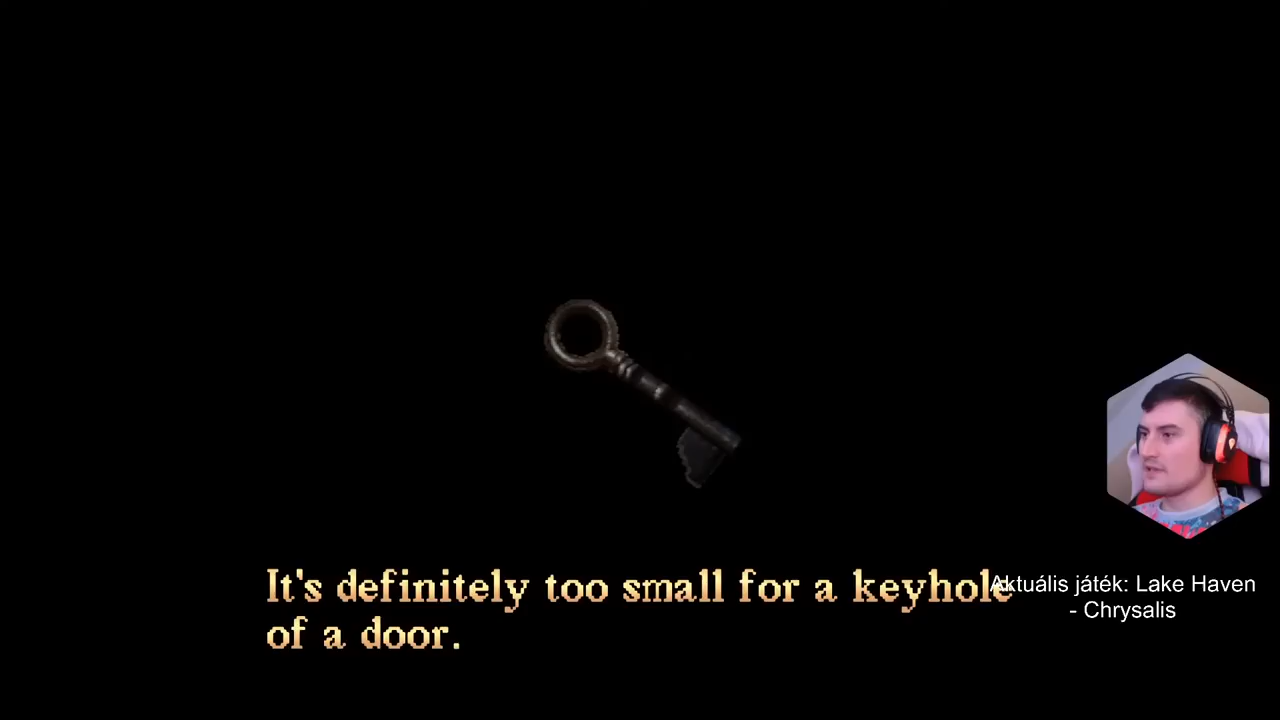 It's definitely too small for a keyhole
of a door.
Aktuális játék: Lake Haven
- Chrysalis